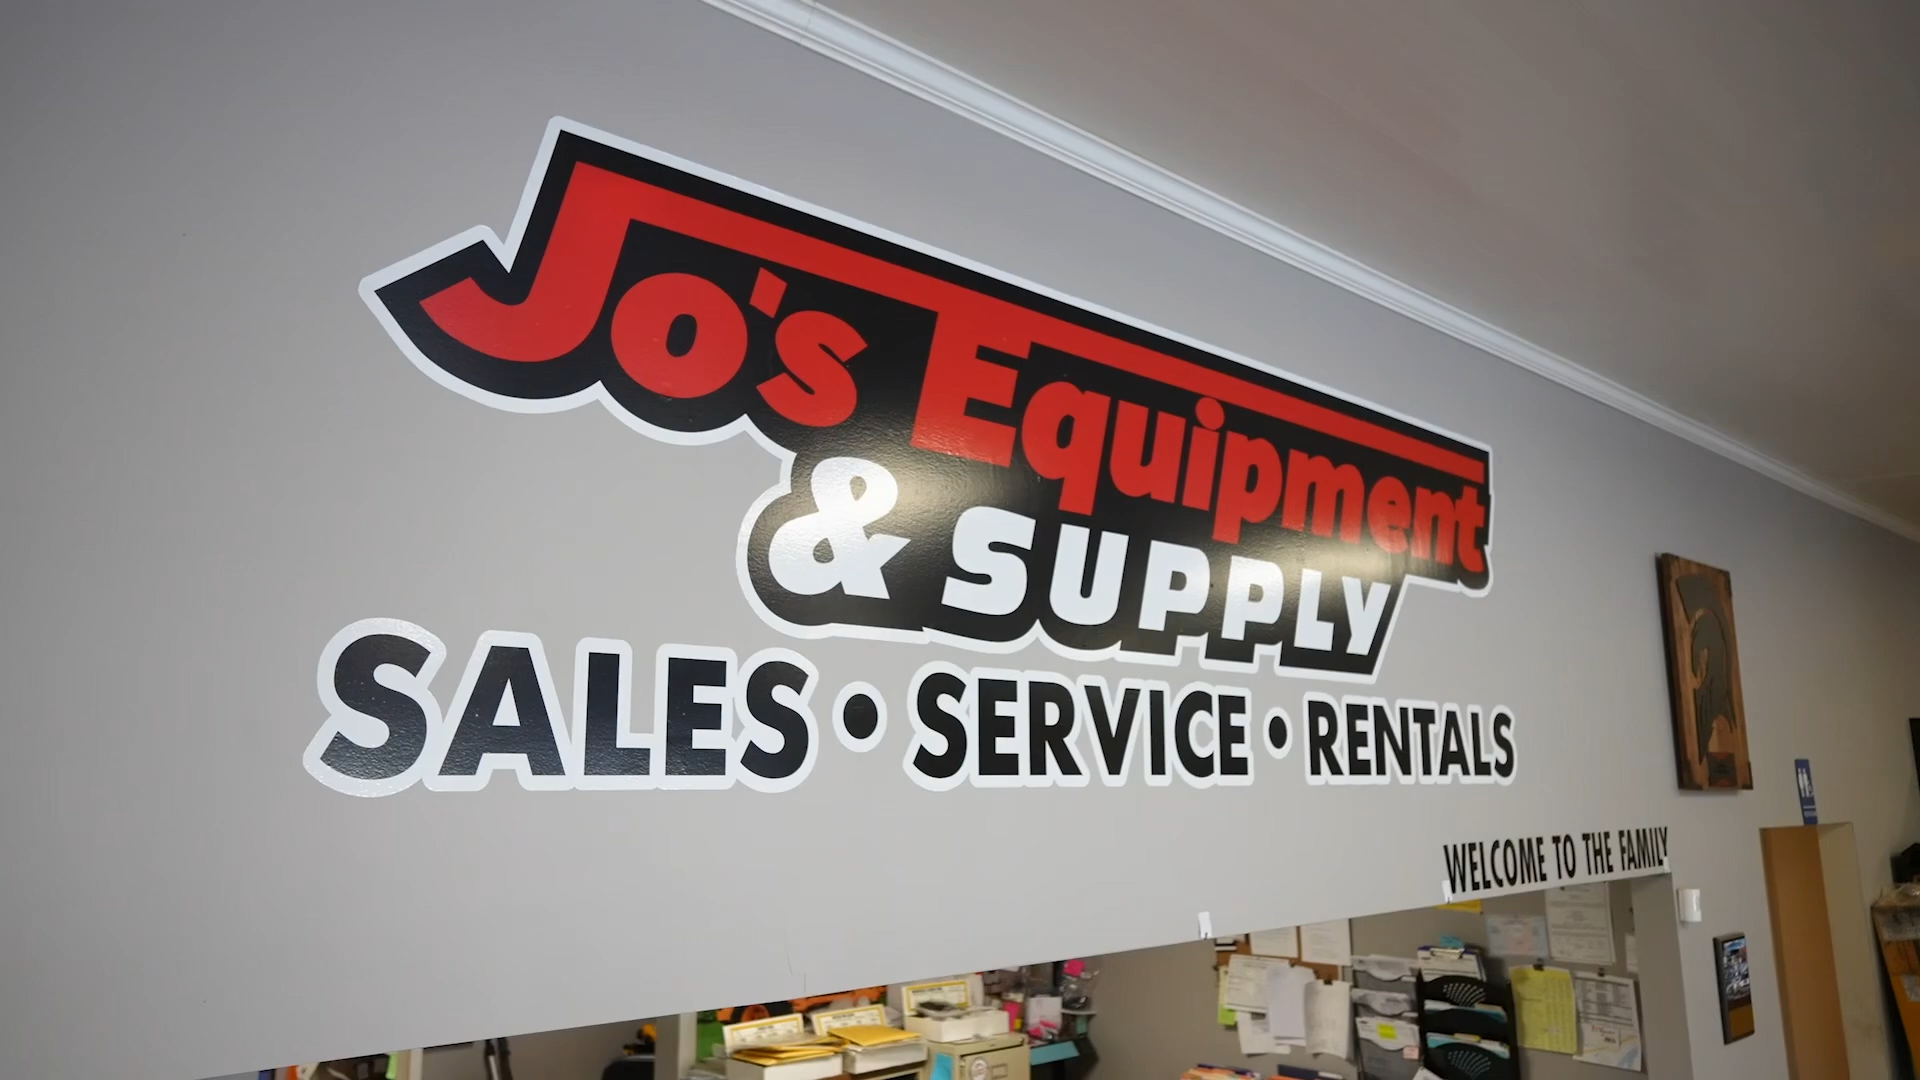 Jo's Equipment
& SUPPLY
SALES • SERVICE • RENTALS
WELCOME TO THE FAMILY